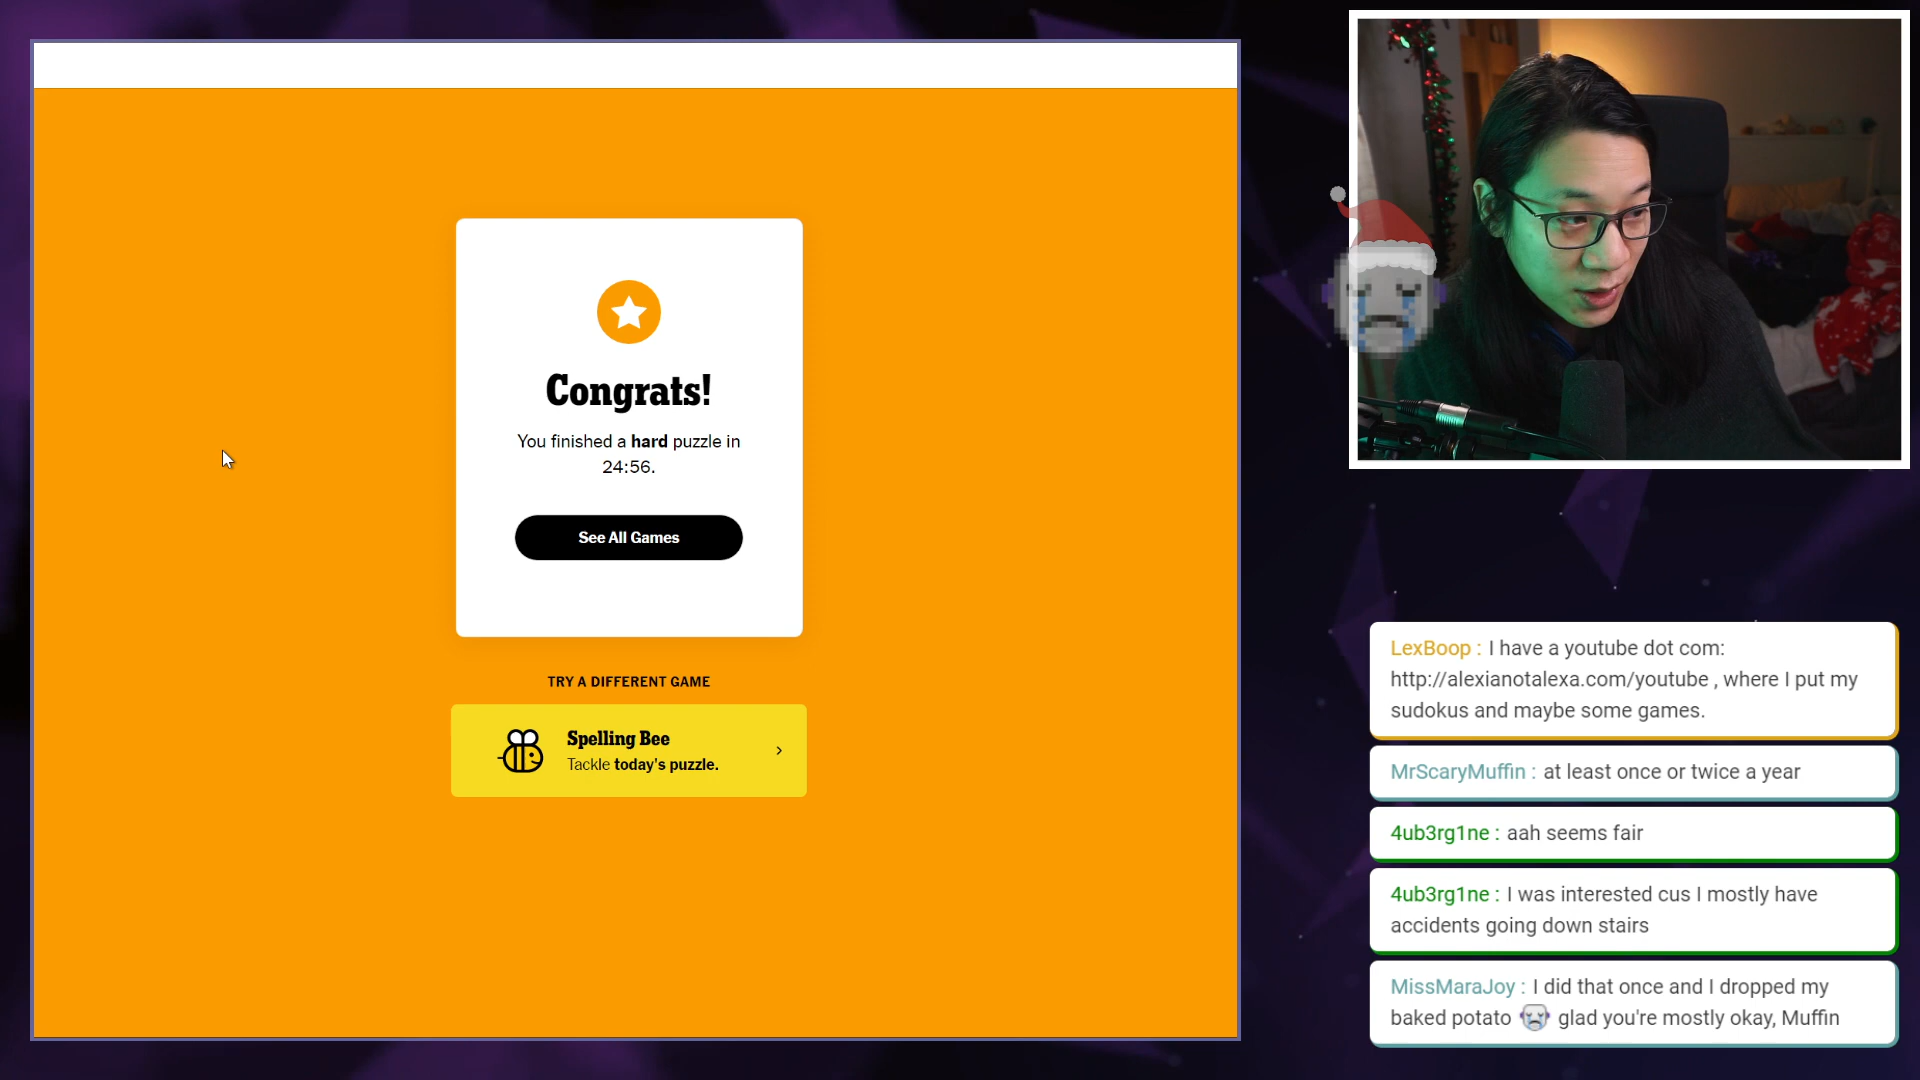 Congrats!
You finished a hard puzzle in
24:56.
See All Games
TRY A DIFFERENT GAME
Spelling Bee
Tackle today's puzzle.
LexBoop : I have a youtube dot com:
http://alexianotalexa.com/youtube , where I put my
sudokus and maybe some games.
MrScaryMuffin : at least once or twice a year
4ub3rg1ne : aah seems fair
4ub3rg1ne : I was interested cus I mostly have
accidents going down stairs
MissMaraJoy : I did that once and I dropped my
baked potato glad you're mostly okay, Muffin